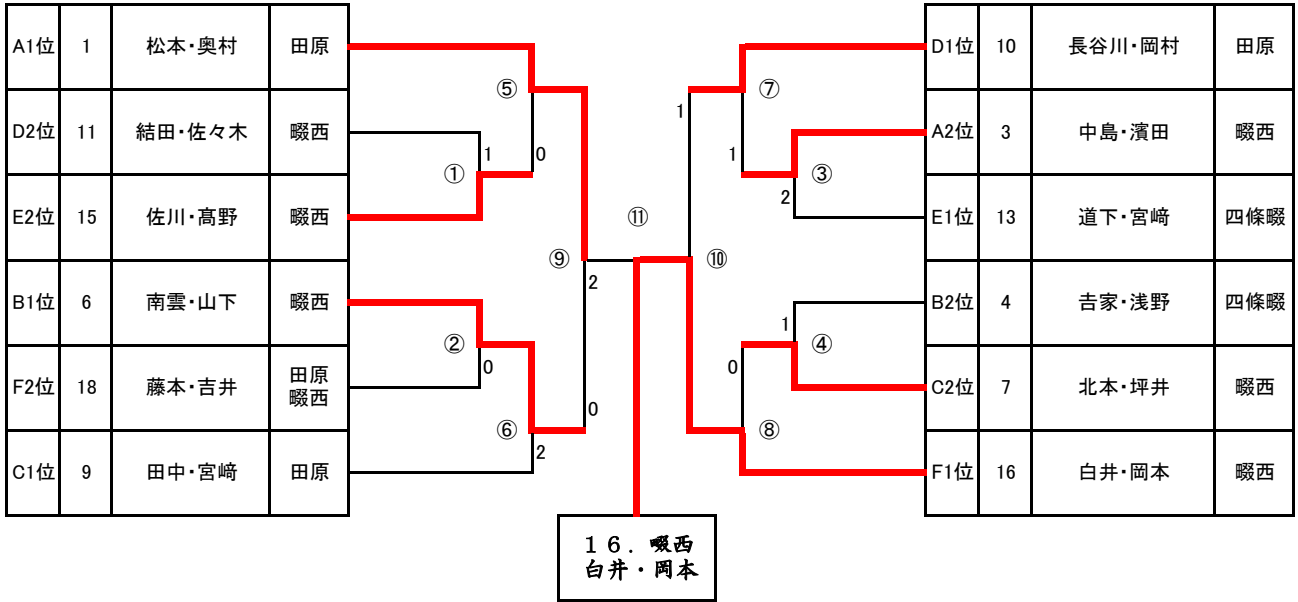 A1位 1 松本・奥村 田原
D2位 11 結田・佐々木 畷西
E2位 15 佐川・髙野 畷西
B1位 6 南雲・山下 畷西
F2位 18 藤本・吉井 田原 畷西
C1位 9 田中・宮﨑 田原
⑤
1
0
①
②
0
⑥
2
⑨
2
0
⑪
⑩
1
⑦
1
③
2
1
④
0
⑧
D1位 10 長谷川・岡村 田原
A2位 3 中島・濱田 畷西
E1位 13 道下・宮﨑 四條畷
B2位 4 𠮷家・浅野 四條畷
C2位 7 北本・坪井 畷西
F1位 16 白井・岡本 畷西
１６．畷西
白井・岡本